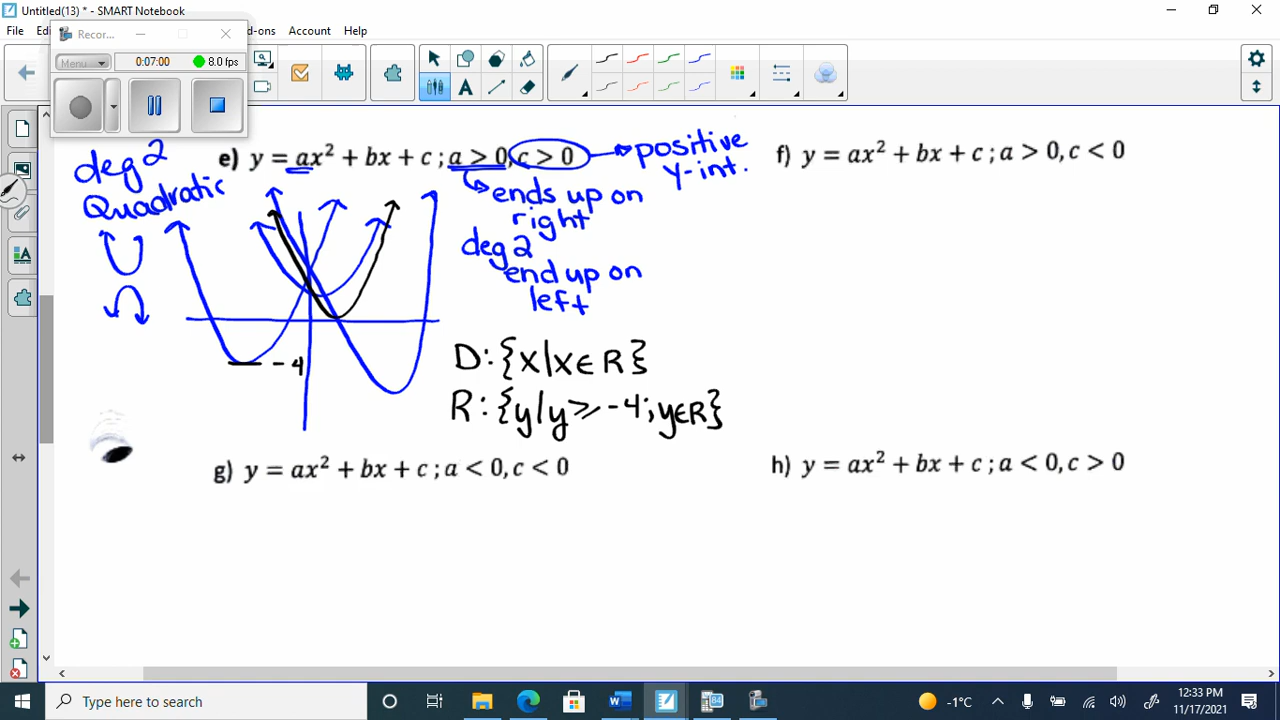 Untitled(13) * - SMART Notebook
File
Ed
d-ons
Account
Help
Recor...
Menu
0:07:00
8.0 fps
deg 2
Quadratic
e) y = ax² + bx + c ; a > 0, c > 0
positive
y-int.
ends up on
right
deg 2
end up on
left
- 4
D: {x|x∈R}
R: {y|y ≥ -4; y∈R}
f) y = ax² + bx + c ; a > 0, c < 0
g) y = ax² + bx + c ; a < 0, c < 0
h) y = ax² + bx + c ; a < 0, c > 0
Type here to search
-1°C
12:33 PM
11/17/2021